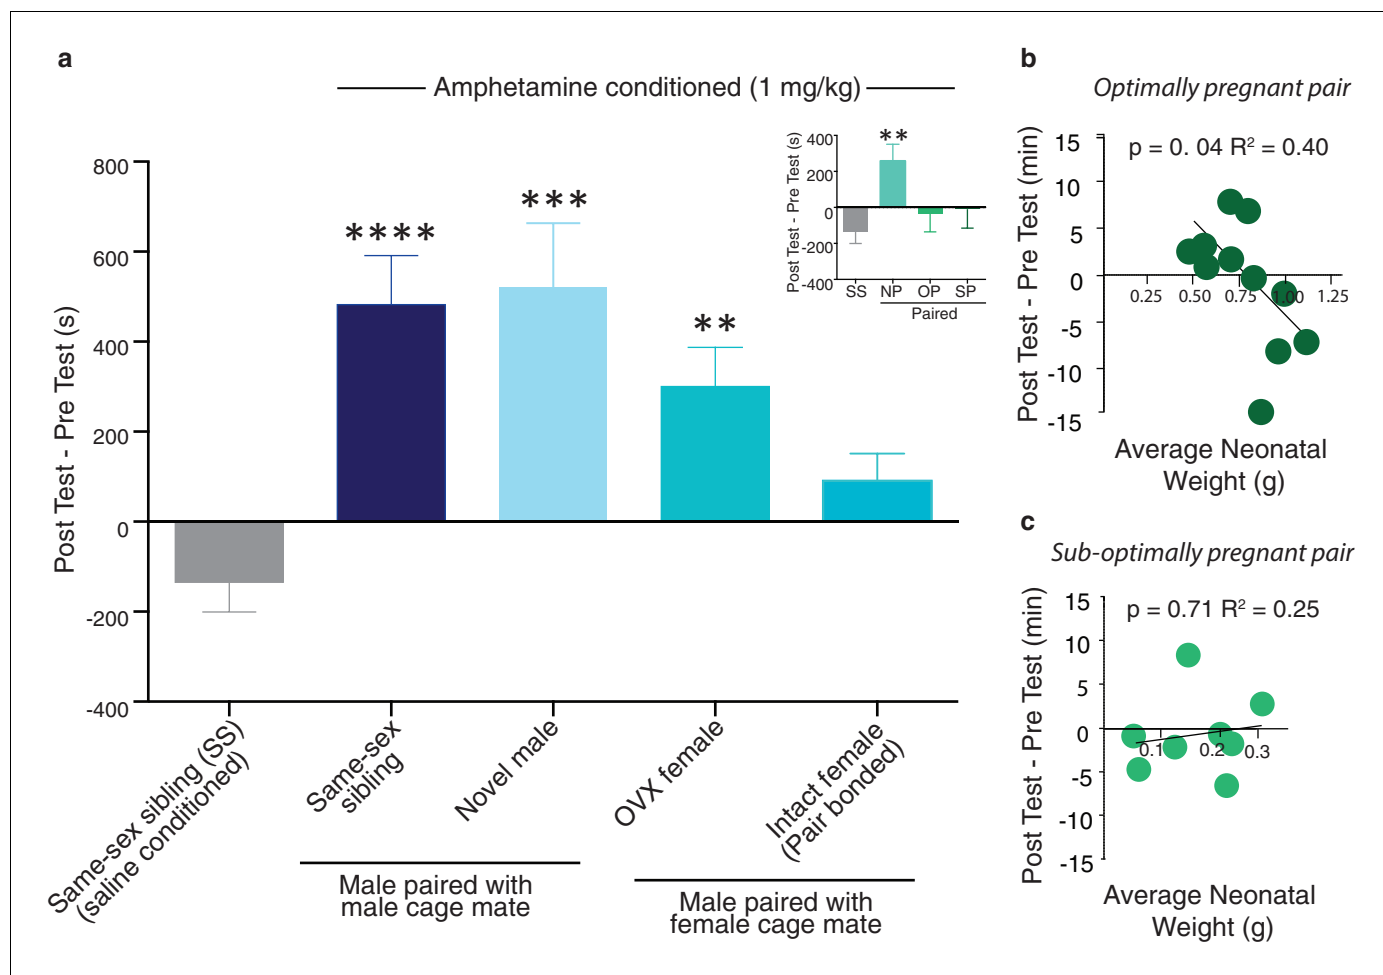 a
Amphetamine conditioned (1 mg/kg)
Post Test - Pre Test (s)
800
600
400
200
0
-200
-400
****
***
**
Same-sex sibling (SS)
(saline conditioned)
Same-sex
sibling
Novel male
OVX female
Intact female
(Pair bonded)
Male paired with
male cage mate
Male paired with
female cage mate
Post Test - Pre Test (s)
400
200
0
-200
-400
**
SS NP OP SP
Paired
b
Optimally pregnant pair
p = 0. 04 R² = 0.40
Post Test - Pre Test (min)
15
10
5
0
-5
-10
-15
0.25 0.50 0.75 1.00 1.25
Average Neonatal
Weight (g)
c
Sub-optimally pregnant pair
p = 0.71 R² = 0.25
Post Test - Pre Test (min)
15
10
5
0
-5
-10
-15
0.1 0.2 0.3
Average Neonatal
Weight (g)